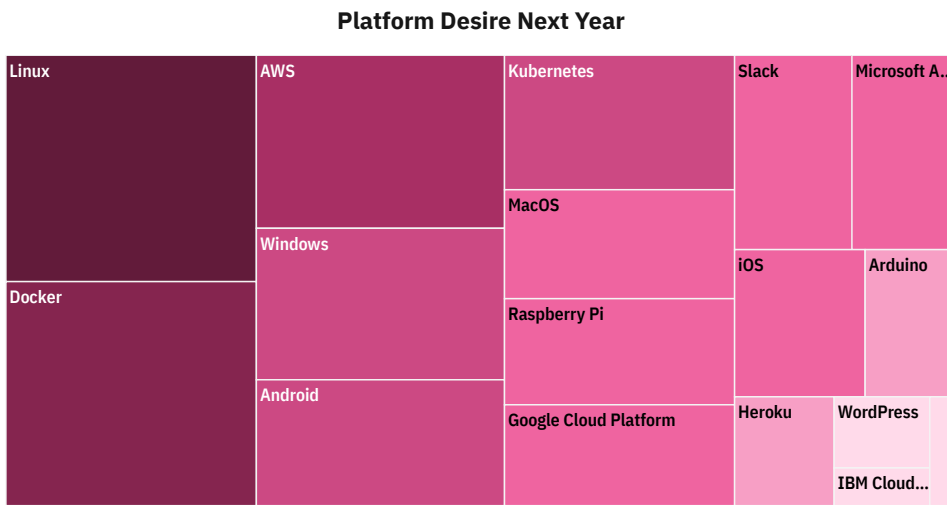 Platform Desire Next Year
Linux
Docker
AWS
Windows
Android
Kubernetes
MacOS
Raspberry Pi
Google Cloud Platform
Slack
Microsoft A..
iOS
Arduino
Heroku
WordPress
IBM Cloud...